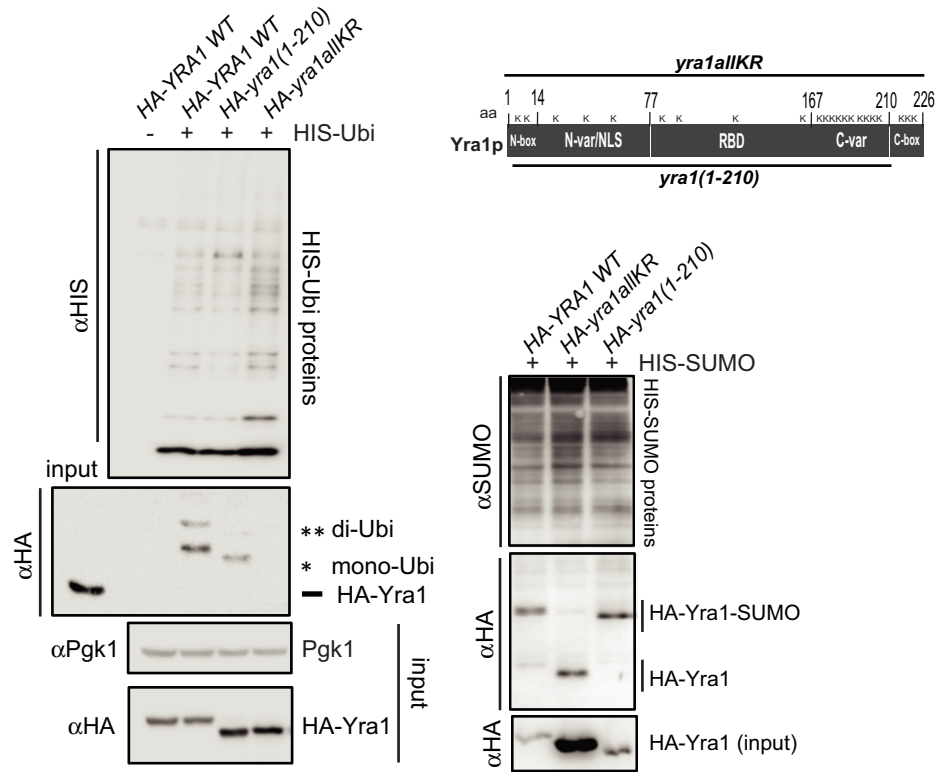 HA-YRA1 WT
HA-YRA1 WT
HA-yra1(1-210)
HA-yra1allKR
- + + + HIS-Ubi
αHIS
HIS-Ubi proteins
input
αHA
** di-Ubi
* mono-Ubi
HA-Yra1
αPgk1
Pgk1
αHA
HA-Yra1
input
yra1allKR
1 14 77 167 210 226
aa
K K K K K K K K K KKKKKK KKKKK KKK
Yra1p N-box N-var/NLS RBD C-var C-box
yra1(1-210)
HA-YRA1 WT
HA-yra1allKR
HA-yra1(1-210)
+ + + HIS-SUMO
αSUMO
HIS-SUMO proteins
αHA
HA-Yra1-SUMO
HA-Yra1
αHA
HA-Yra1 (input)